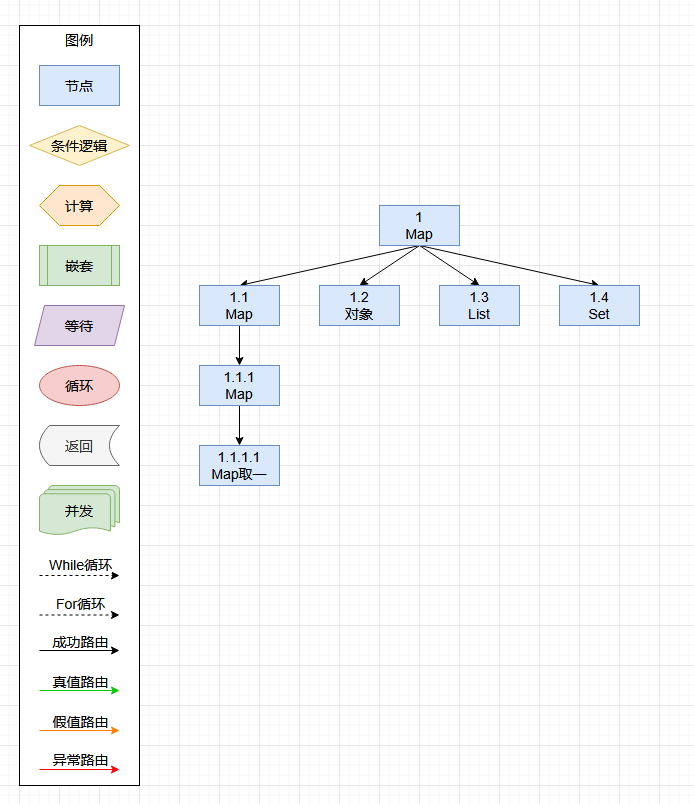 图例
节点
条件逻辑
计算
嵌套
等待
循环
返回
并发
While循环
For循环
成功路由
真值路由
假值路由
异常路由
1
Map
1.1
Map
1.2
对象
1.3
List
1.4
Set
1.1.1
Map
1.1.1.1
Map取一